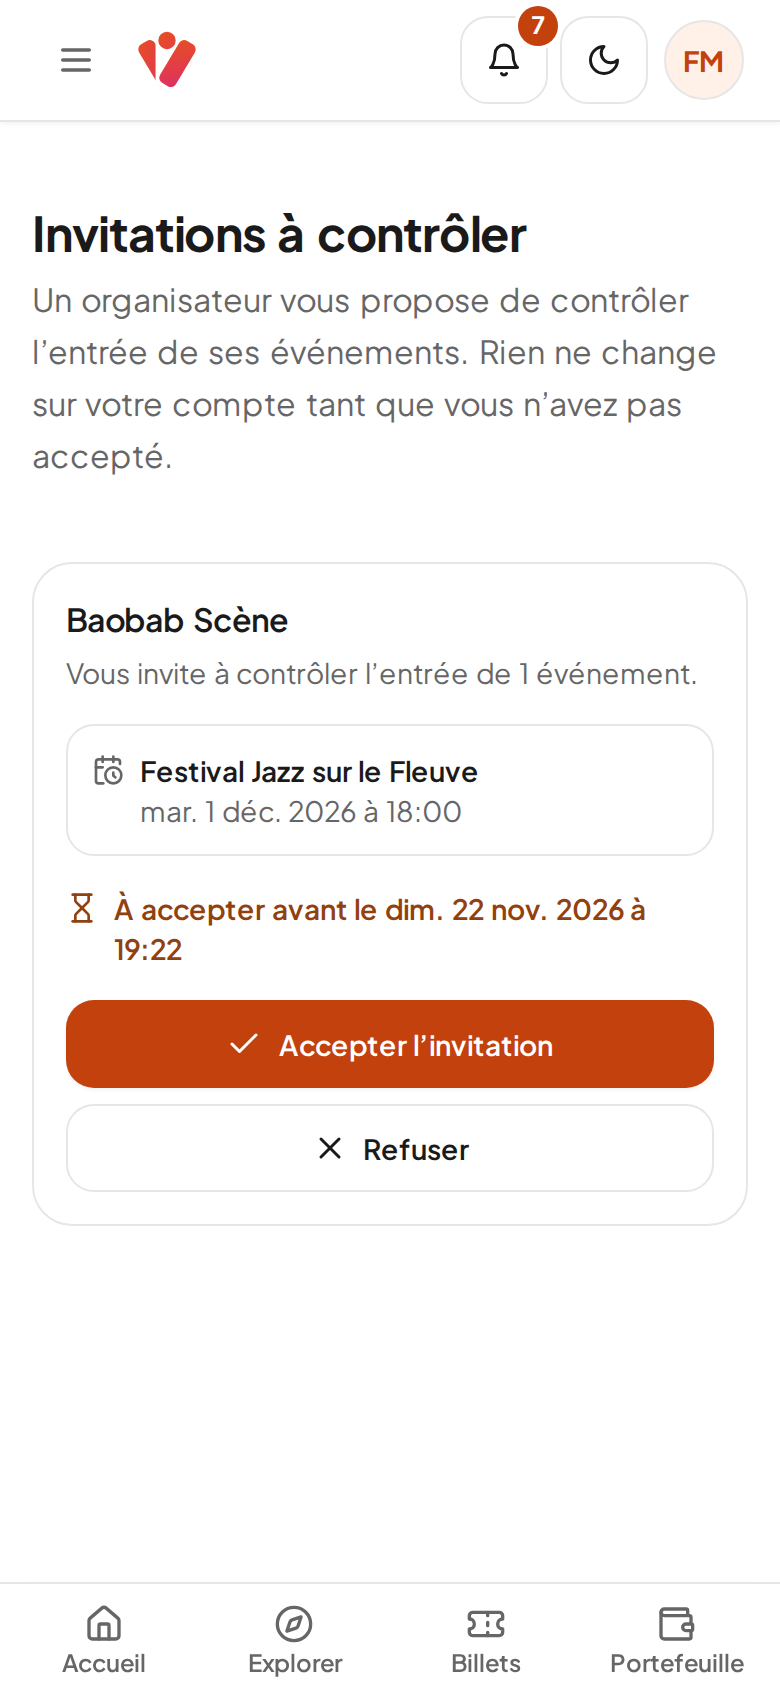 7
FM
Invitations à contrôler
Un organisateur vous propose de contrôler
l’entrée de ses événements. Rien ne change
sur votre compte tant que vous n’avez pas
accepté.
Baobab Scène
Vous invite à contrôler l’entrée de 1 événement.
Festival Jazz sur le Fleuve
mar. 1 déc. 2026 à 18:00
À accepter avant le dim. 22 nov. 2026 à
19:22
Accepter l’invitation
Refuser
Accueil
Explorer
Billets
Portefeuille